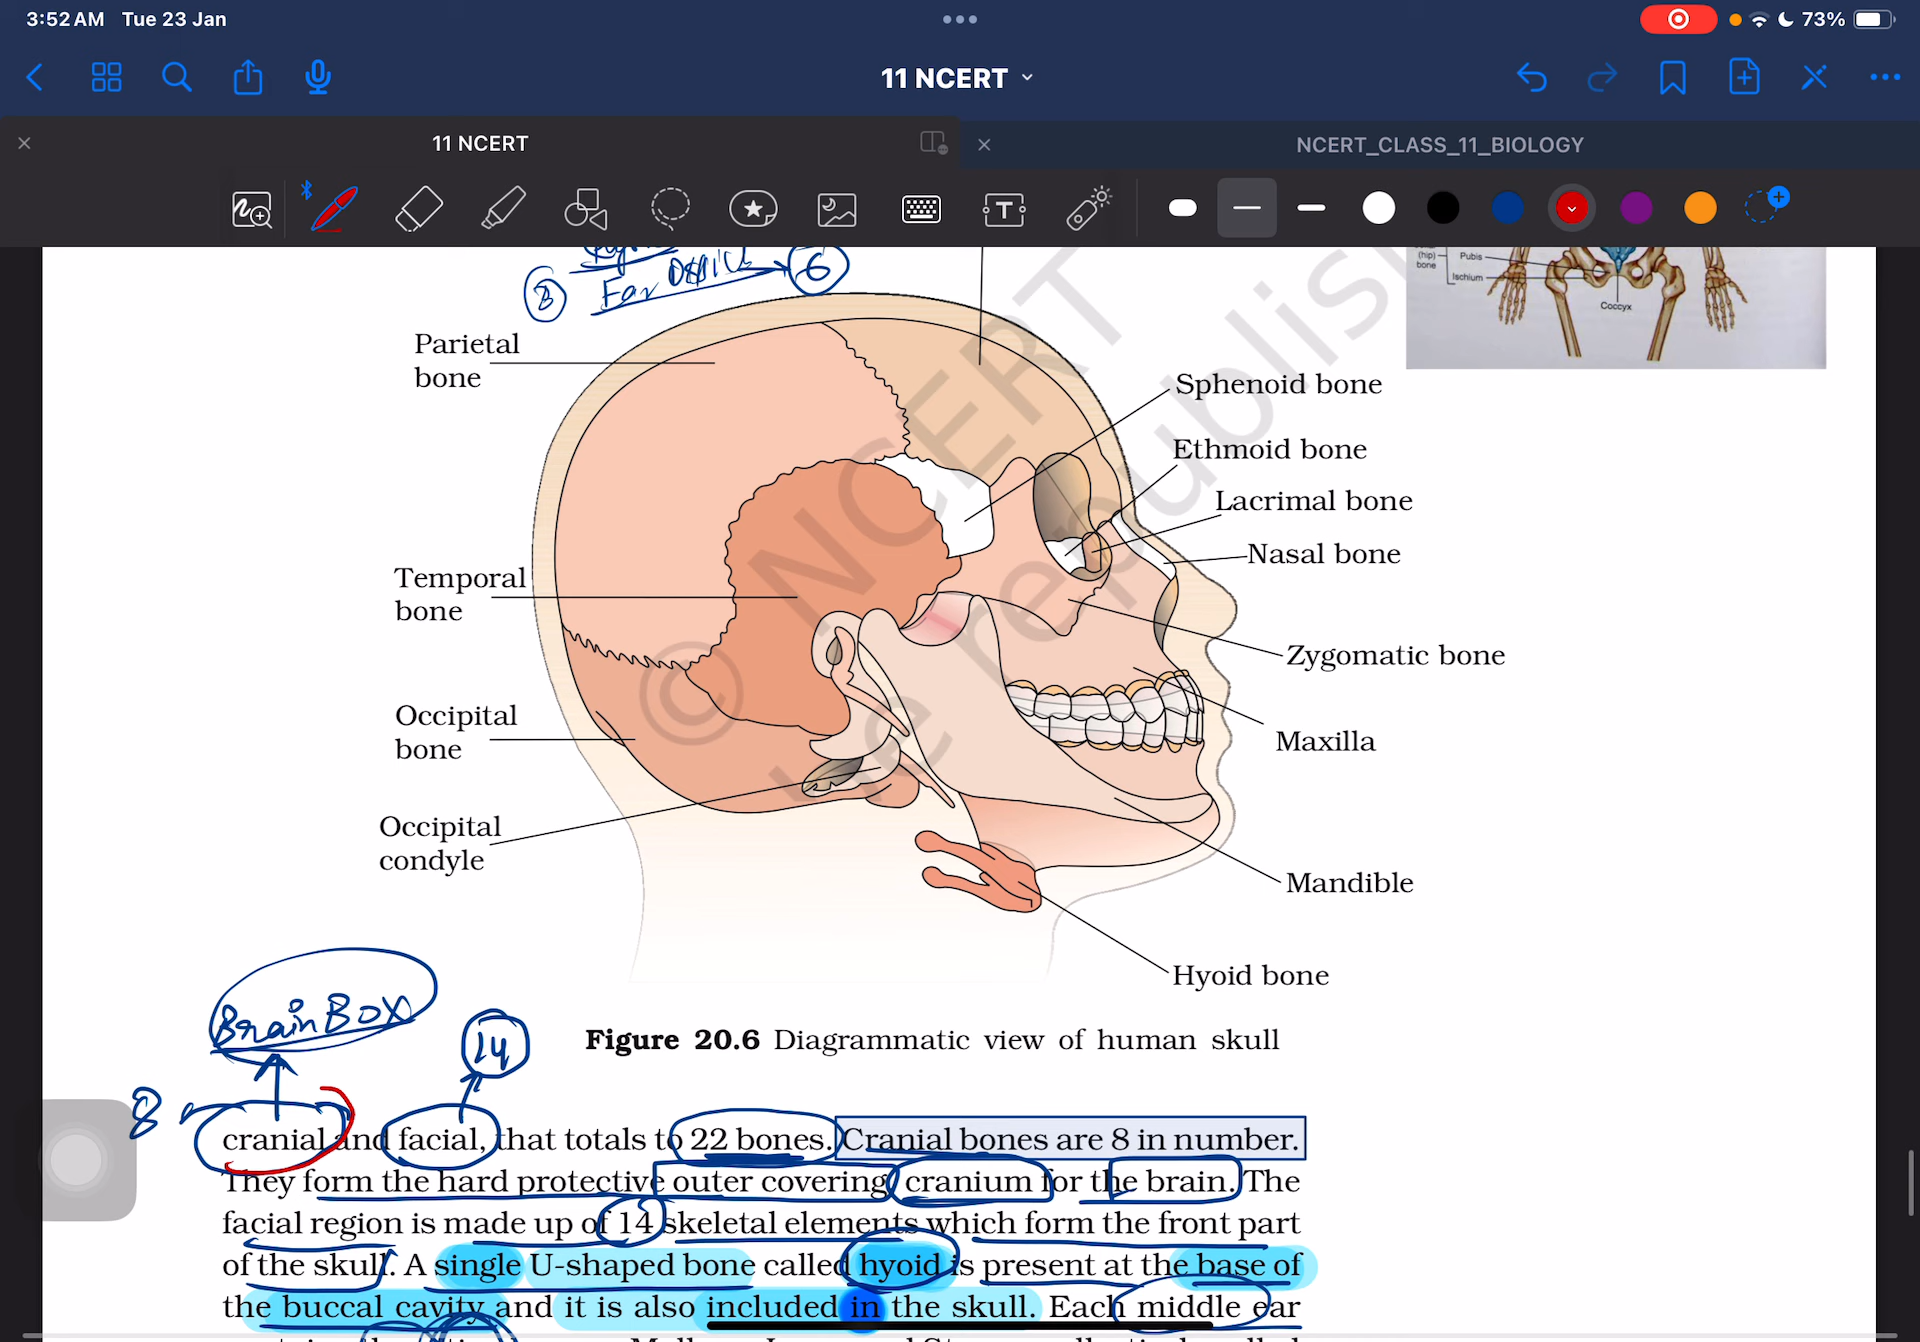 3:52 AM Tue 23 Jan
73%
11 NCERT
11 NCERT
NCERT_CLASS_11_BIOLOGY
T
8
For
6
(hip)
bone
Pubis
Ischium
Coccyx
Parietal
bone
Sphenoid bone
Ethmoid bone
Lacrimal bone
Nasal bone
Temporal
bone
Zygomatic bone
Occipital
bone
Maxilla
Occipital
condyle
Mandible
Hyoid bone
© NCERT
be republish
Brain Box
14
Figure 20.6 Diagrammatic view of human skull
8
cranial and facial, that totals to 22 bones. Cranial bones are 8 in number.
They form the hard protective outer covering, cranium for the brain. The
facial region is made up of 14 skeletal elements which form the front part
of the skull. A single U-shaped bone called hyoid is present at the base of
the buccal cavity and it is also included in the skull. Each middle ear